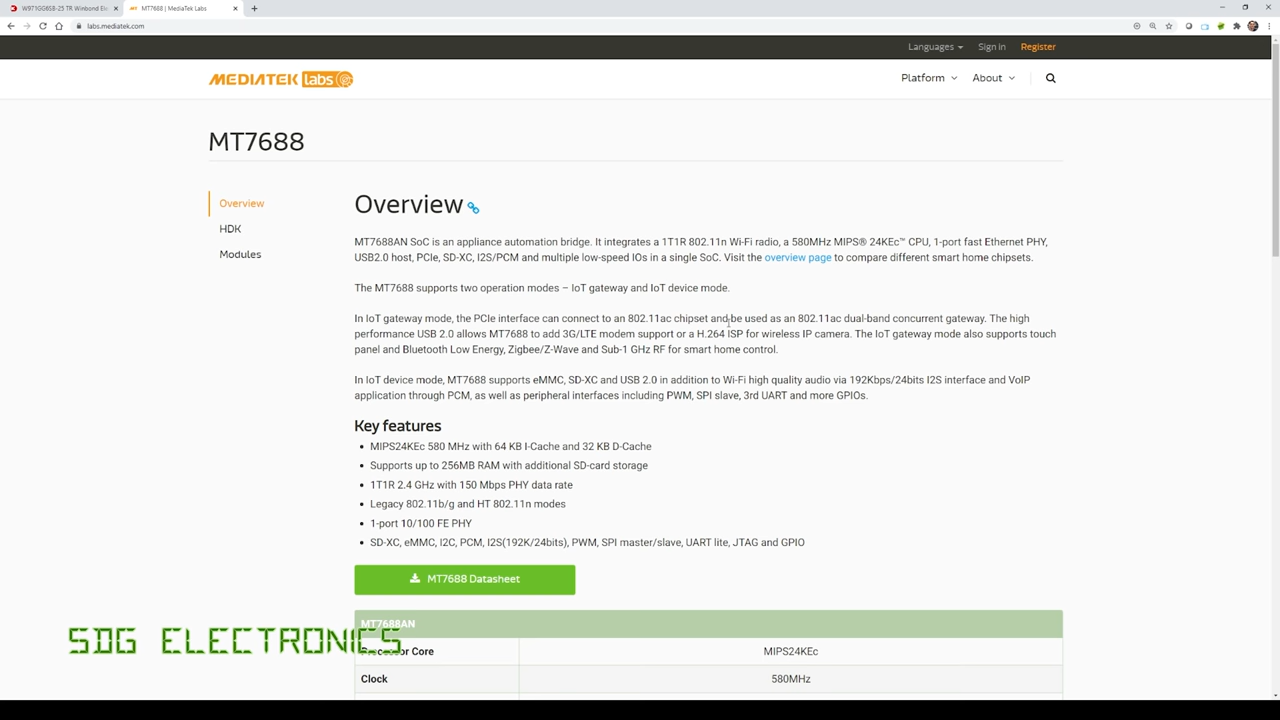 W971GG6SB-25 TR Winbond Ele
MT7688 | MediaTek Labs
labs.mediatek.com
Languages
Sign in
Register
MEDIATEK labs
Platform
About
MT7688
Overview
HDK
Modules
Overview
MT7688AN SoC is an appliance automation bridge. It integrates a 1T1R 802.11n Wi-Fi radio, a 580MHz MIPS® 24KEc™ CPU, 1-port fast Ethernet PHY,
USB2.0 host, PCIe, SD-XC, I2S/PCM and multiple low-speed IOs in a single SoC. Visit the overview page to compare different smart home chipsets.
The MT7688 supports two operation modes – IoT gateway and IoT device mode.
In IoT gateway mode, the PCIe interface can connect to an 802.11ac chipset and be used as an 802.11ac dual-band concurrent gateway. The high
performance USB 2.0 allows MT7688 to add 3G/LTE modem support or a H.264 ISP for wireless IP camera. The IoT gateway mode also supports touch
panel and Bluetooth Low Energy, Zigbee/Z-Wave and Sub-1 GHz RF for smart home control.
In IoT device mode, MT7688 supports eMMC, SD-XC and USB 2.0 in addition to Wi-Fi high quality audio via 192Kbps/24bits I2S interface and VoIP
application through PCM, as well as peripheral interfaces including PWM, SPI slave, 3rd UART and more GPIOs.
Key features
• MIPS24KEc 580 MHz with 64 KB I-Cache and 32 KB D-Cache
• Supports up to 256MB RAM with additional SD-card storage
• 1T1R 2.4 GHz with 150 Mbps PHY data rate
• Legacy 802.11b/g and HT 802.11n modes
• 1-port 10/100 FE PHY
• SD-XC, eMMC, I2C, PCM, I2S(192K/24bits), PWM, SPI master/slave, UART lite, JTAG and GPIO
MT7688 Datasheet
MT7688AN
SDG ELECTRONICS
Processor Core
MIPS24KEc
Clock
580MHz